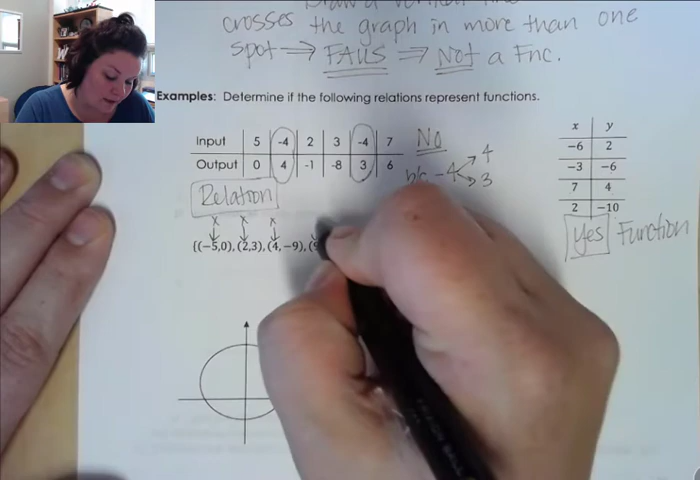 Draw a vertical
crosses the graph in more than one
spot ⇒ FAILS ⇒ Not a Fnc.
Examples: Determine if the following relations represent functions.
Input 5 -4 2 3 -4 7
Output 0 4 -1 -8 3 6
No
b/c -4 → 4
→ 3
Relation
x y
-6 2
-3 -6
7 4
2 -10
Yes Function
x x x
((-5,0), (2,3), (4,-9),